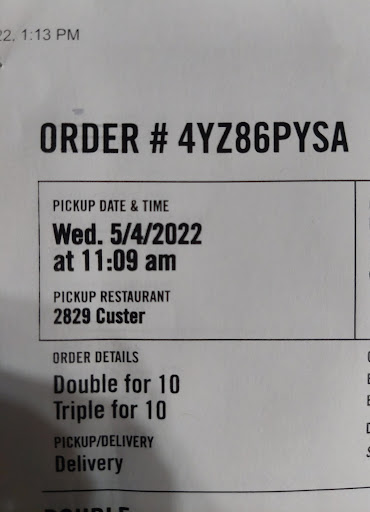 22, 1:13 PM
ORDER # 4YZ86PYSA
PICKUP DATE & TIME
Wed. 5/4/2022
at 11:09 am
PICKUP RESTAURANT
2829 Custer
ORDER DETAILS
Double for 10
Triple for 10
PICKUP/DELIVERY
Delivery
DOUBLE